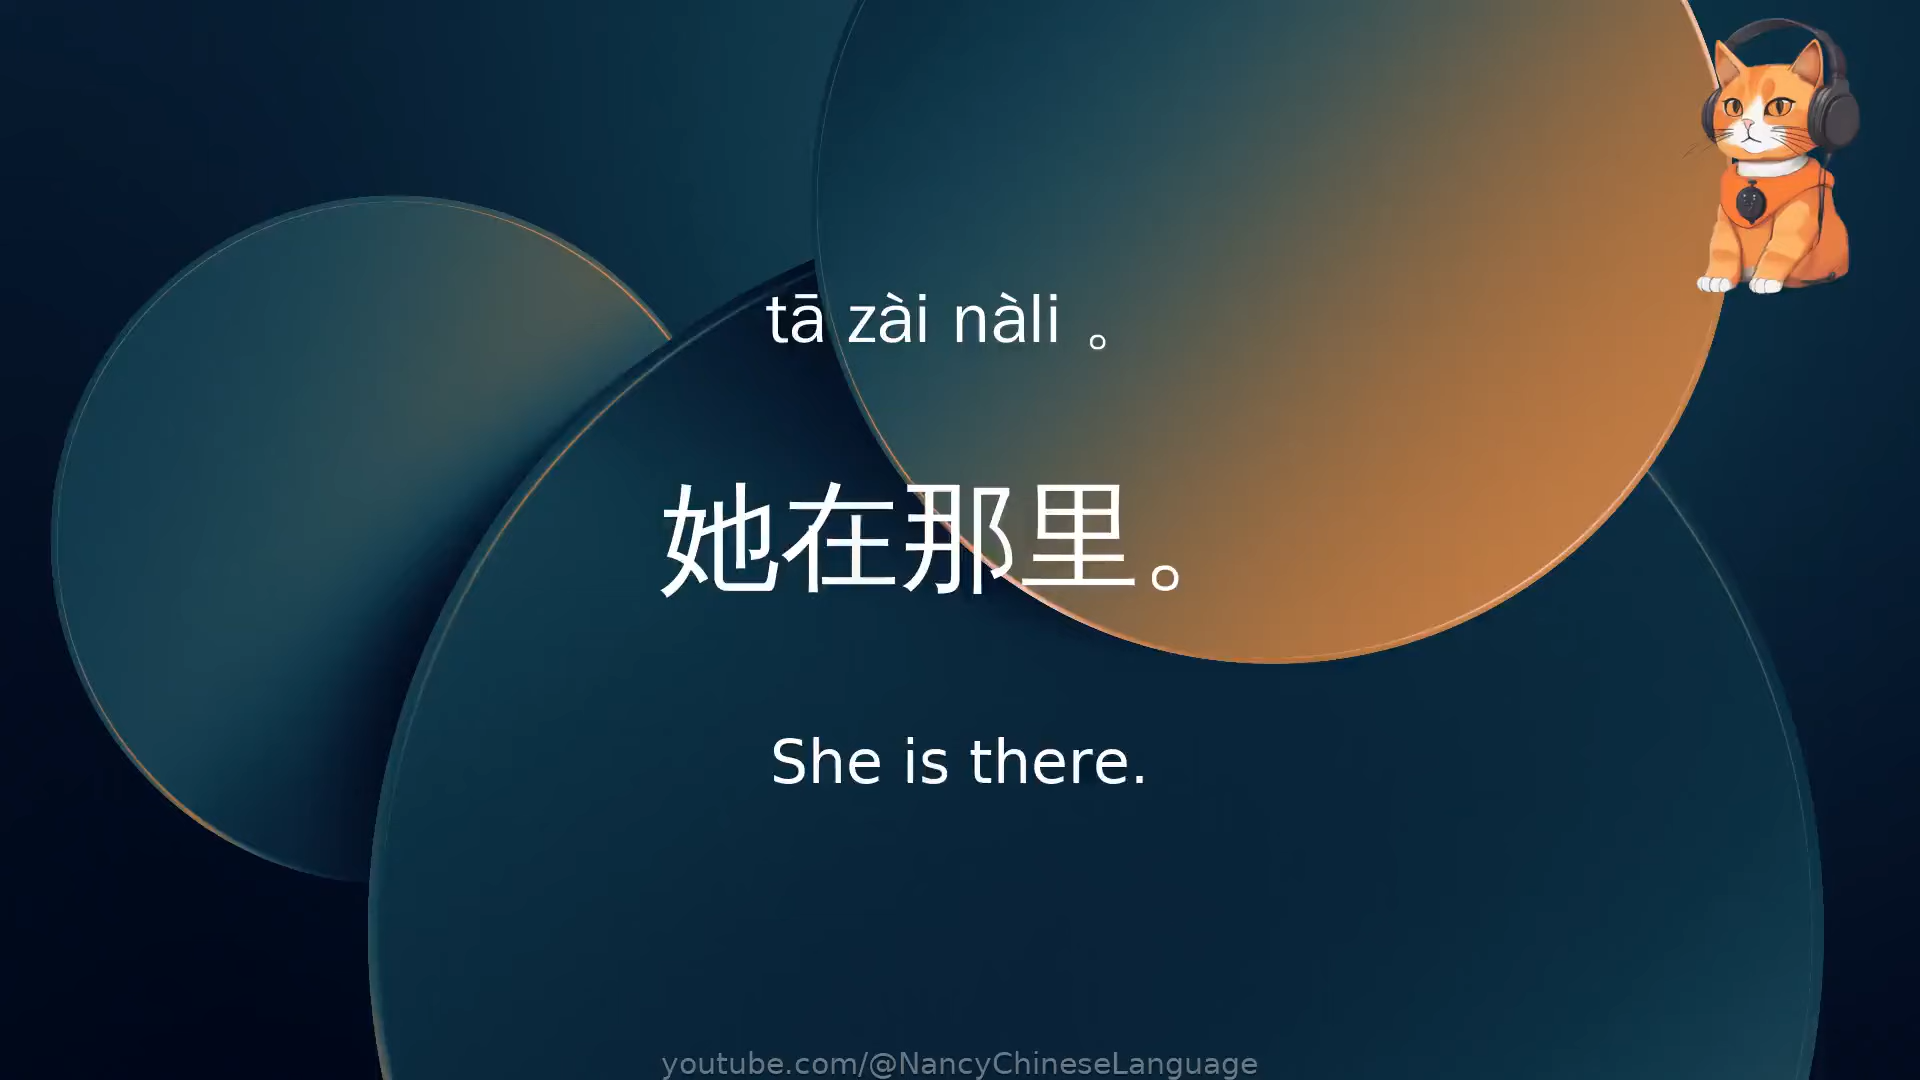 tā zài nàli 。
她在那里。
She is there.
youtube.com/@NancyChineseLanguage